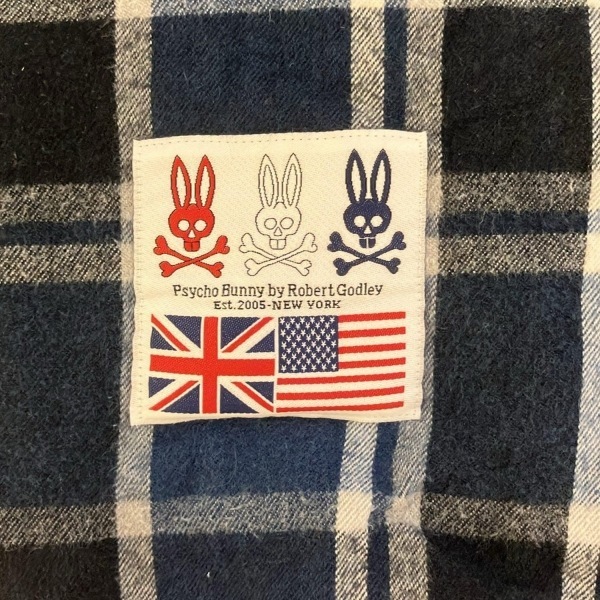 Psycho Bunny by Robert Godley
Est.2005-NEW YORK